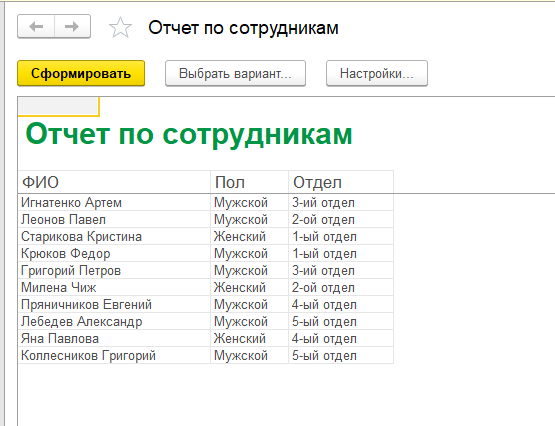 Отчет по сотрудникам
Сформировать Выбрать вариант... Настройки...
Отчет по сотрудникам
ФИО Пол Отдел
Игнатенко Артем Мужской 3-ий отдел
Леонов Павел Мужской 2-ой отдел
Старикова Кристина Женский 1-ый отдел
Крюков Федор Мужской 1-ый отдел
Григорий Петров Мужской 3-ий отдел
Милена Чиж Женский 2-ой отдел
Пряничников Евгений Мужской 4-ый отдел
Лебедев Александр Мужской 5-ый отдел
Яна Павлова Женский 4-ый отдел
Коллесников Григорий Мужской 5-ый отдел